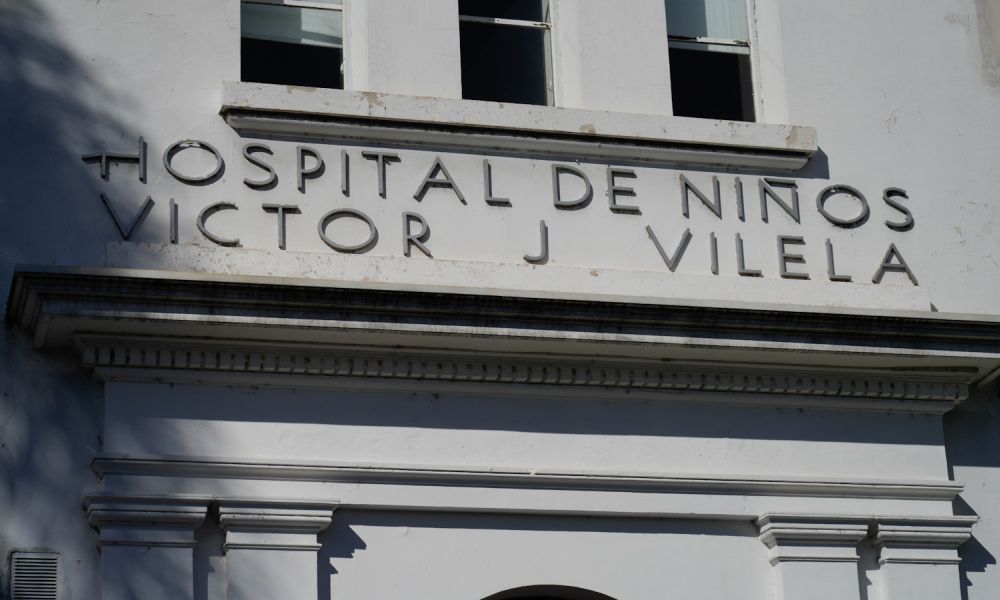 HOSPITAL DE NIÑOS
VICTOR J VILELA